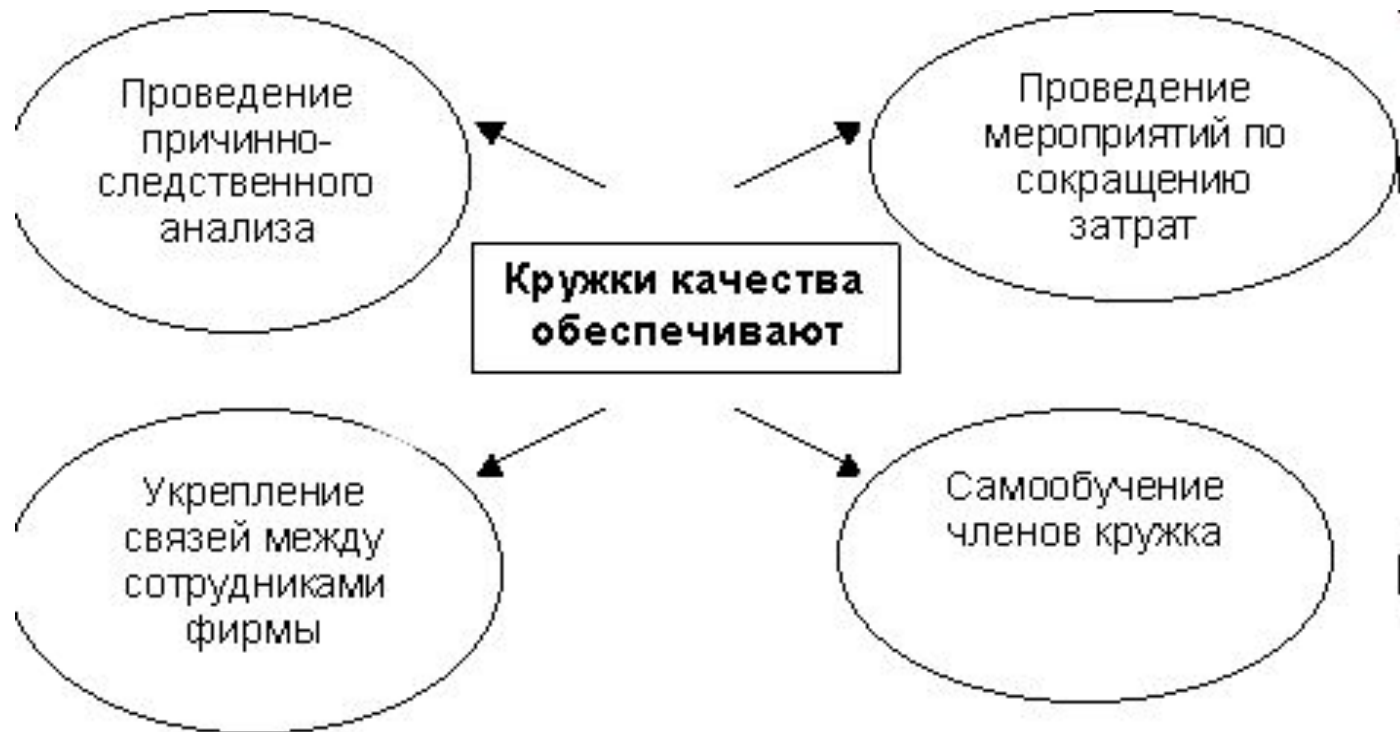 Проведение
причинно-
следственного
анализа
Проведение
мероприятий по
сокращению
затрат
Кружки качества
обеспечивают
Укрепление
связей между
сотрудниками
фирмы
Самообучение
членов кружка